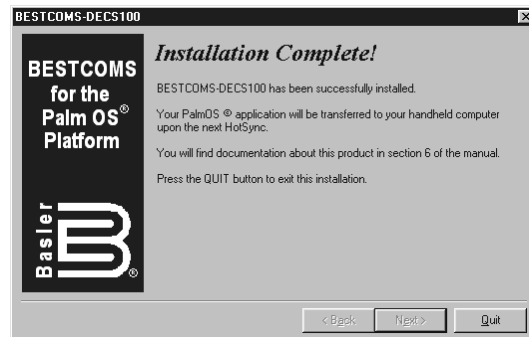 BESTCOMS-DECS100
BESTCOMS
for the
Palm OS®
Platform
Basler
B®
Installation Complete!
BESTCOMS-DECS100 has been successfully installed.
Your PalmOS ® application will be transferred to your handheld computer
upon the next HotSync.
You will find documentation about this product in section 6 of the manual.
Press the QUIT button to exit this installation.
< Back
Next >
Quit